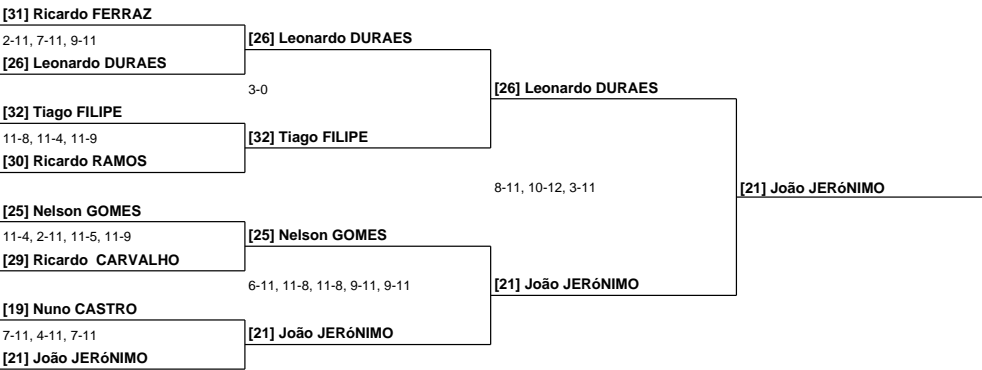 [31] Ricardo FERRAZ
2-11, 7-11, 9-11
[26] Leonardo DURAES
[26] Leonardo DURAES
3-0
[26] Leonardo DURAES
[32] Tiago FILIPE
11-8, 11-4, 11-9
[32] Tiago FILIPE
[30] Ricardo RAMOS
8-11, 10-12, 3-11
[21] João JERóNIMO
[25] Nelson GOMES
11-4, 2-11, 11-5, 11-9
[25] Nelson GOMES
[29] Ricardo CARVALHO
6-11, 11-8, 11-8, 9-11, 9-11
[21] João JERóNIMO
[19] Nuno CASTRO
7-11, 4-11, 7-11
[21] João JERóNIMO
[21] João JERóNIMO